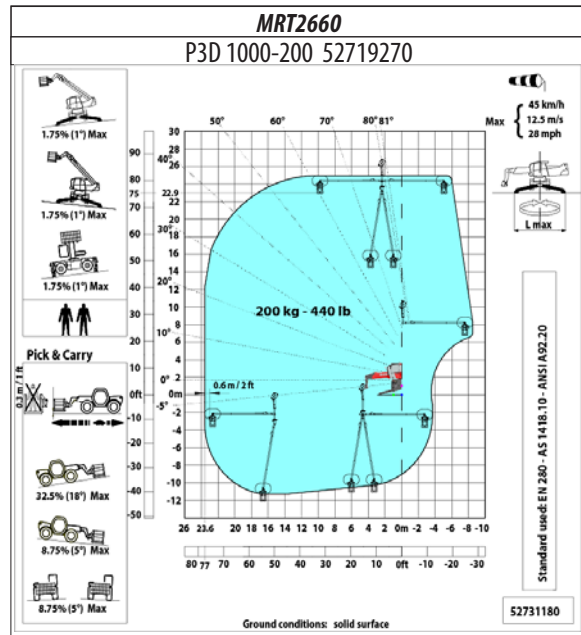 MRT2660
P3D 1000-200 52719270
1.75% (1°) Max
1.75% (1°) Max
1.75% (1°) Max
Pick & Carry
0.3 m / 1 ft
32.5% (18°) Max
8.75% (5°) Max
8.75% (5°) Max
50° 60° 70° 80° 81°
40°
30°
20°
10°
0°
-5°
90
80
75
70
60
50
40
30
20
10
0ft
-10
-20
-30
-40
-50
30
28
26
24
22.9
22
20
18
16
14
12
10
8
6
4
2
0m
-2
-4
-6
-8
-10
-12
200 kg - 440 lb
0.6 m / 2 ft
26 23.6 20 18 16 14 12 10 8 6 4 2 0m -2 -4 -6 -8 -10
80 77 70 60 50 40 30 20 10 0ft -10 -20 -30
Max
45 km/h
12.5 m/s
28 mph
L max
Standard used: EN 280 - AS 1418.10 - ANSI A92.20
52731180
Ground conditions: solid surface